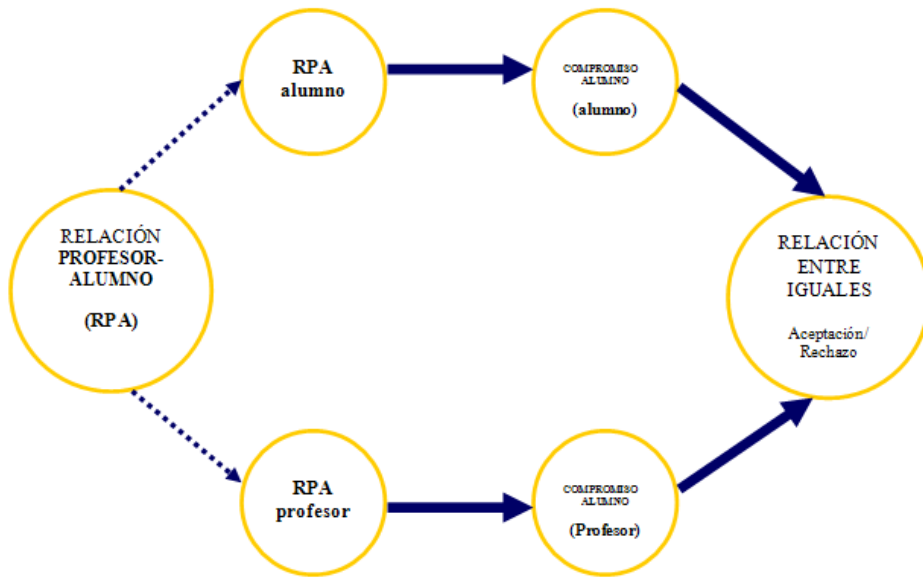 RPA
alumno
COMPROMISO
ALUMNO
(alumno)
RELACIÓN
PROFESOR-
ALUMNO
(RPA)
RELACIÓN
ENTRE
IGUALES
Aceptación/
Rechazo
RPA
profesor
COMPROMISO
ALUMNO
(Profesor)